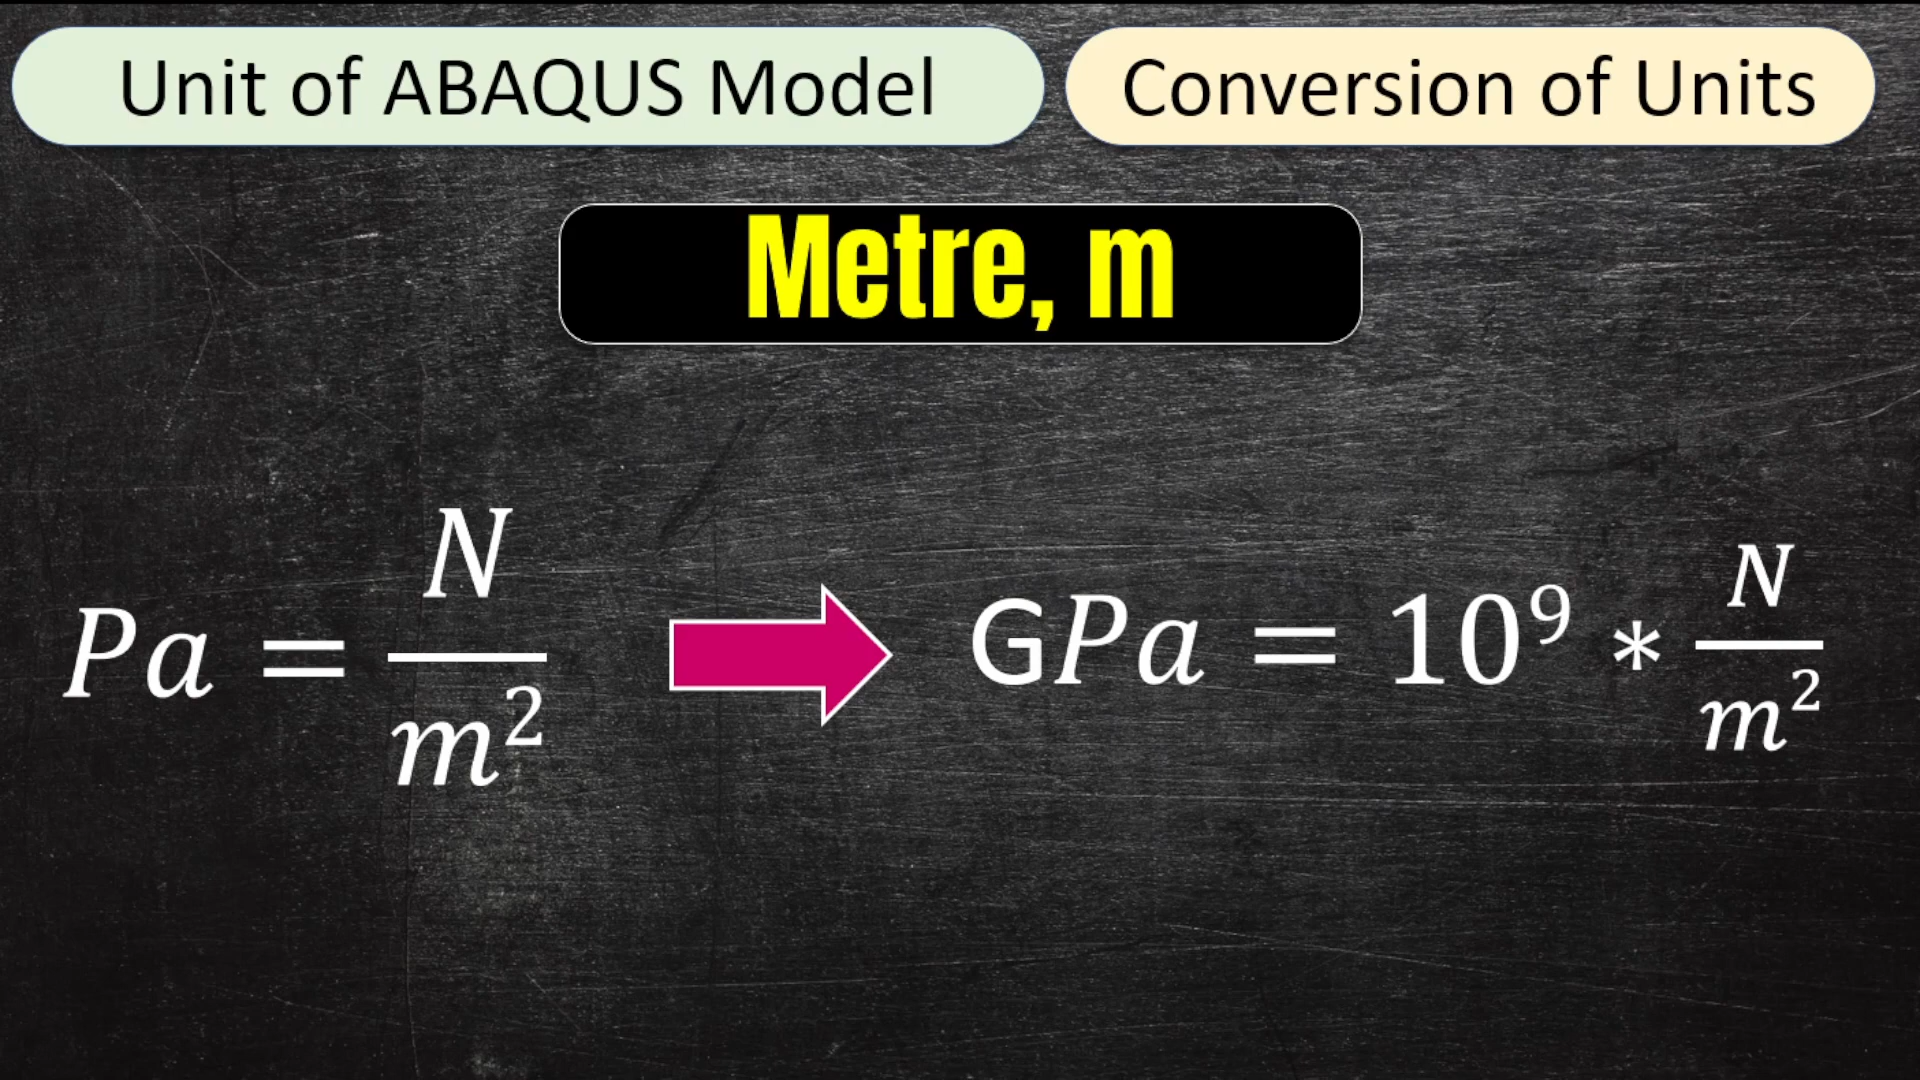 Unit of ABAQUS Model
Conversion of Units
Metre, m
Pa = N/m²
GPa = 10⁹ * N/m²